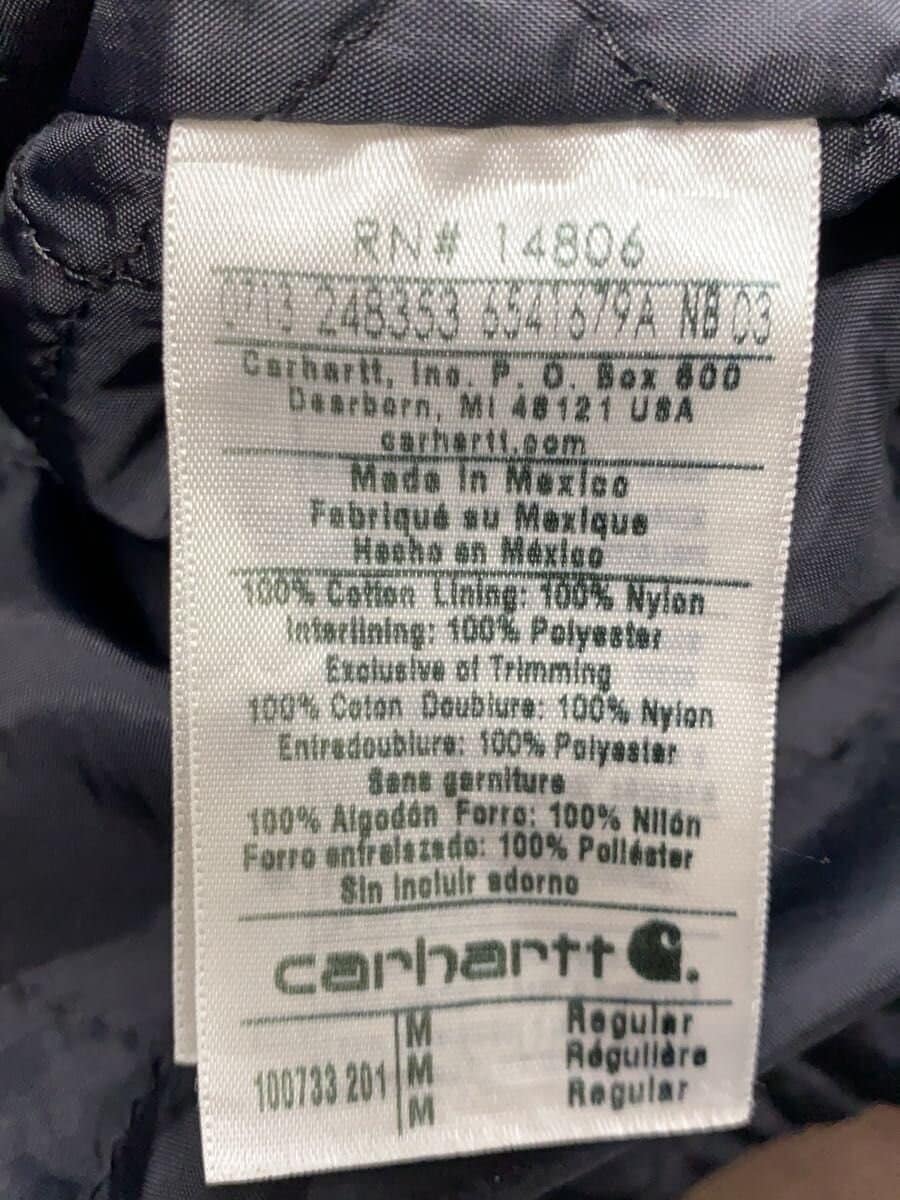 RN# 14806
0713 248353 6541679A NB 03
Carhartt, Inc. P. O. Box 600
Dearborn, MI 48121 USA
carhartt.com
Made in Mexico
Fabriqué au Mexique
Hecho en México
100% Cotton Lining: 100% Nylon
Interlining: 100% Polyester
Exclusive of Trimming
100% Coton Doublure: 100% Nylon
Entredoublure: 100% Polyester
Sans garniture
100% Algodón Forro: 100% Nilón
Forro entrelazado: 100% Poliéster
Sin incluir adorno
carhartt
M Regular
M Régulière
100733 201
M Regular